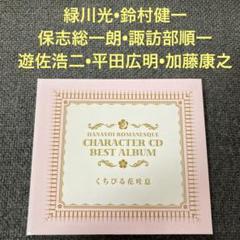 緑川光•鈴村健一•
保志総一朗•諏訪部順一
遊佐浩二•平田広明•加藤康之
HANAYOI ROMANESQUE
CHARACTER CD
BEST ALBUM
くちびる花吐息